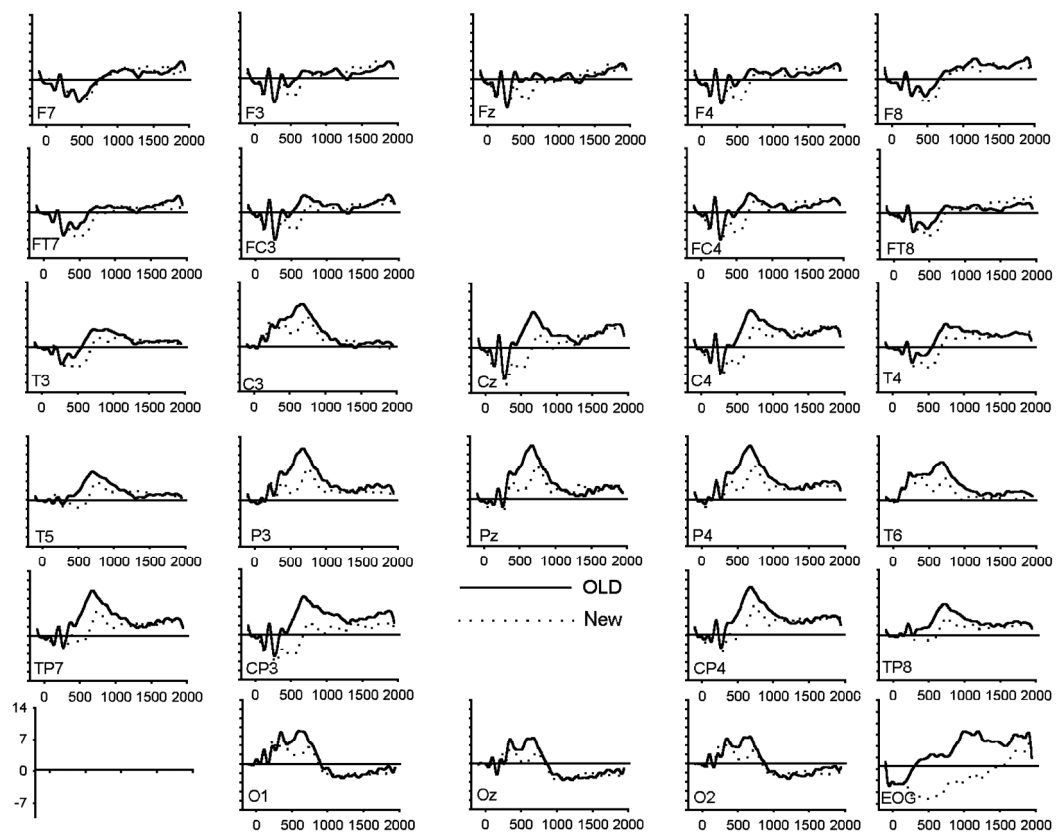 F7 F3 Fz F4 F8
0 500 1000 1500 2000 0 500 1000 1500 2000 0 500 1000 1500 2000 0 500 1000 1500 2000 0 500 1000 1500 2000
FT7 FC3 FC4 FT8
0 500 1000 1500 2000 0 500 1000 1500 2000 0 500 1000 1500 2000 0 500 1000 1500 2000
T3 C3 Cz C4 T4
0 500 1000 1500 2000 0 500 1000 1500 2000 0 500 1000 1500 2000 0 500 1000 1500 2000 0 500 1000 1500 2000
T5 P3 Pz P4 T6
0 500 1000 1500 2000 0 500 1000 1500 2000 0 500 1000 1500 2000 0 500 1000 1500 2000 0 500 1000 1500 2000
OLD
New
TP7 CP3 CP4 TP8
0 500 1000 1500 2000 0 500 1000 1500 2000 0 500 1000 1500 2000 0 500 1000 1500 2000
14
7
0
-7
O1 Oz O2 EOG
0 500 1000 1500 2000 0 500 1000 1500 2000 0 500 1000 1500 2000 0 500 1000 1500 2000